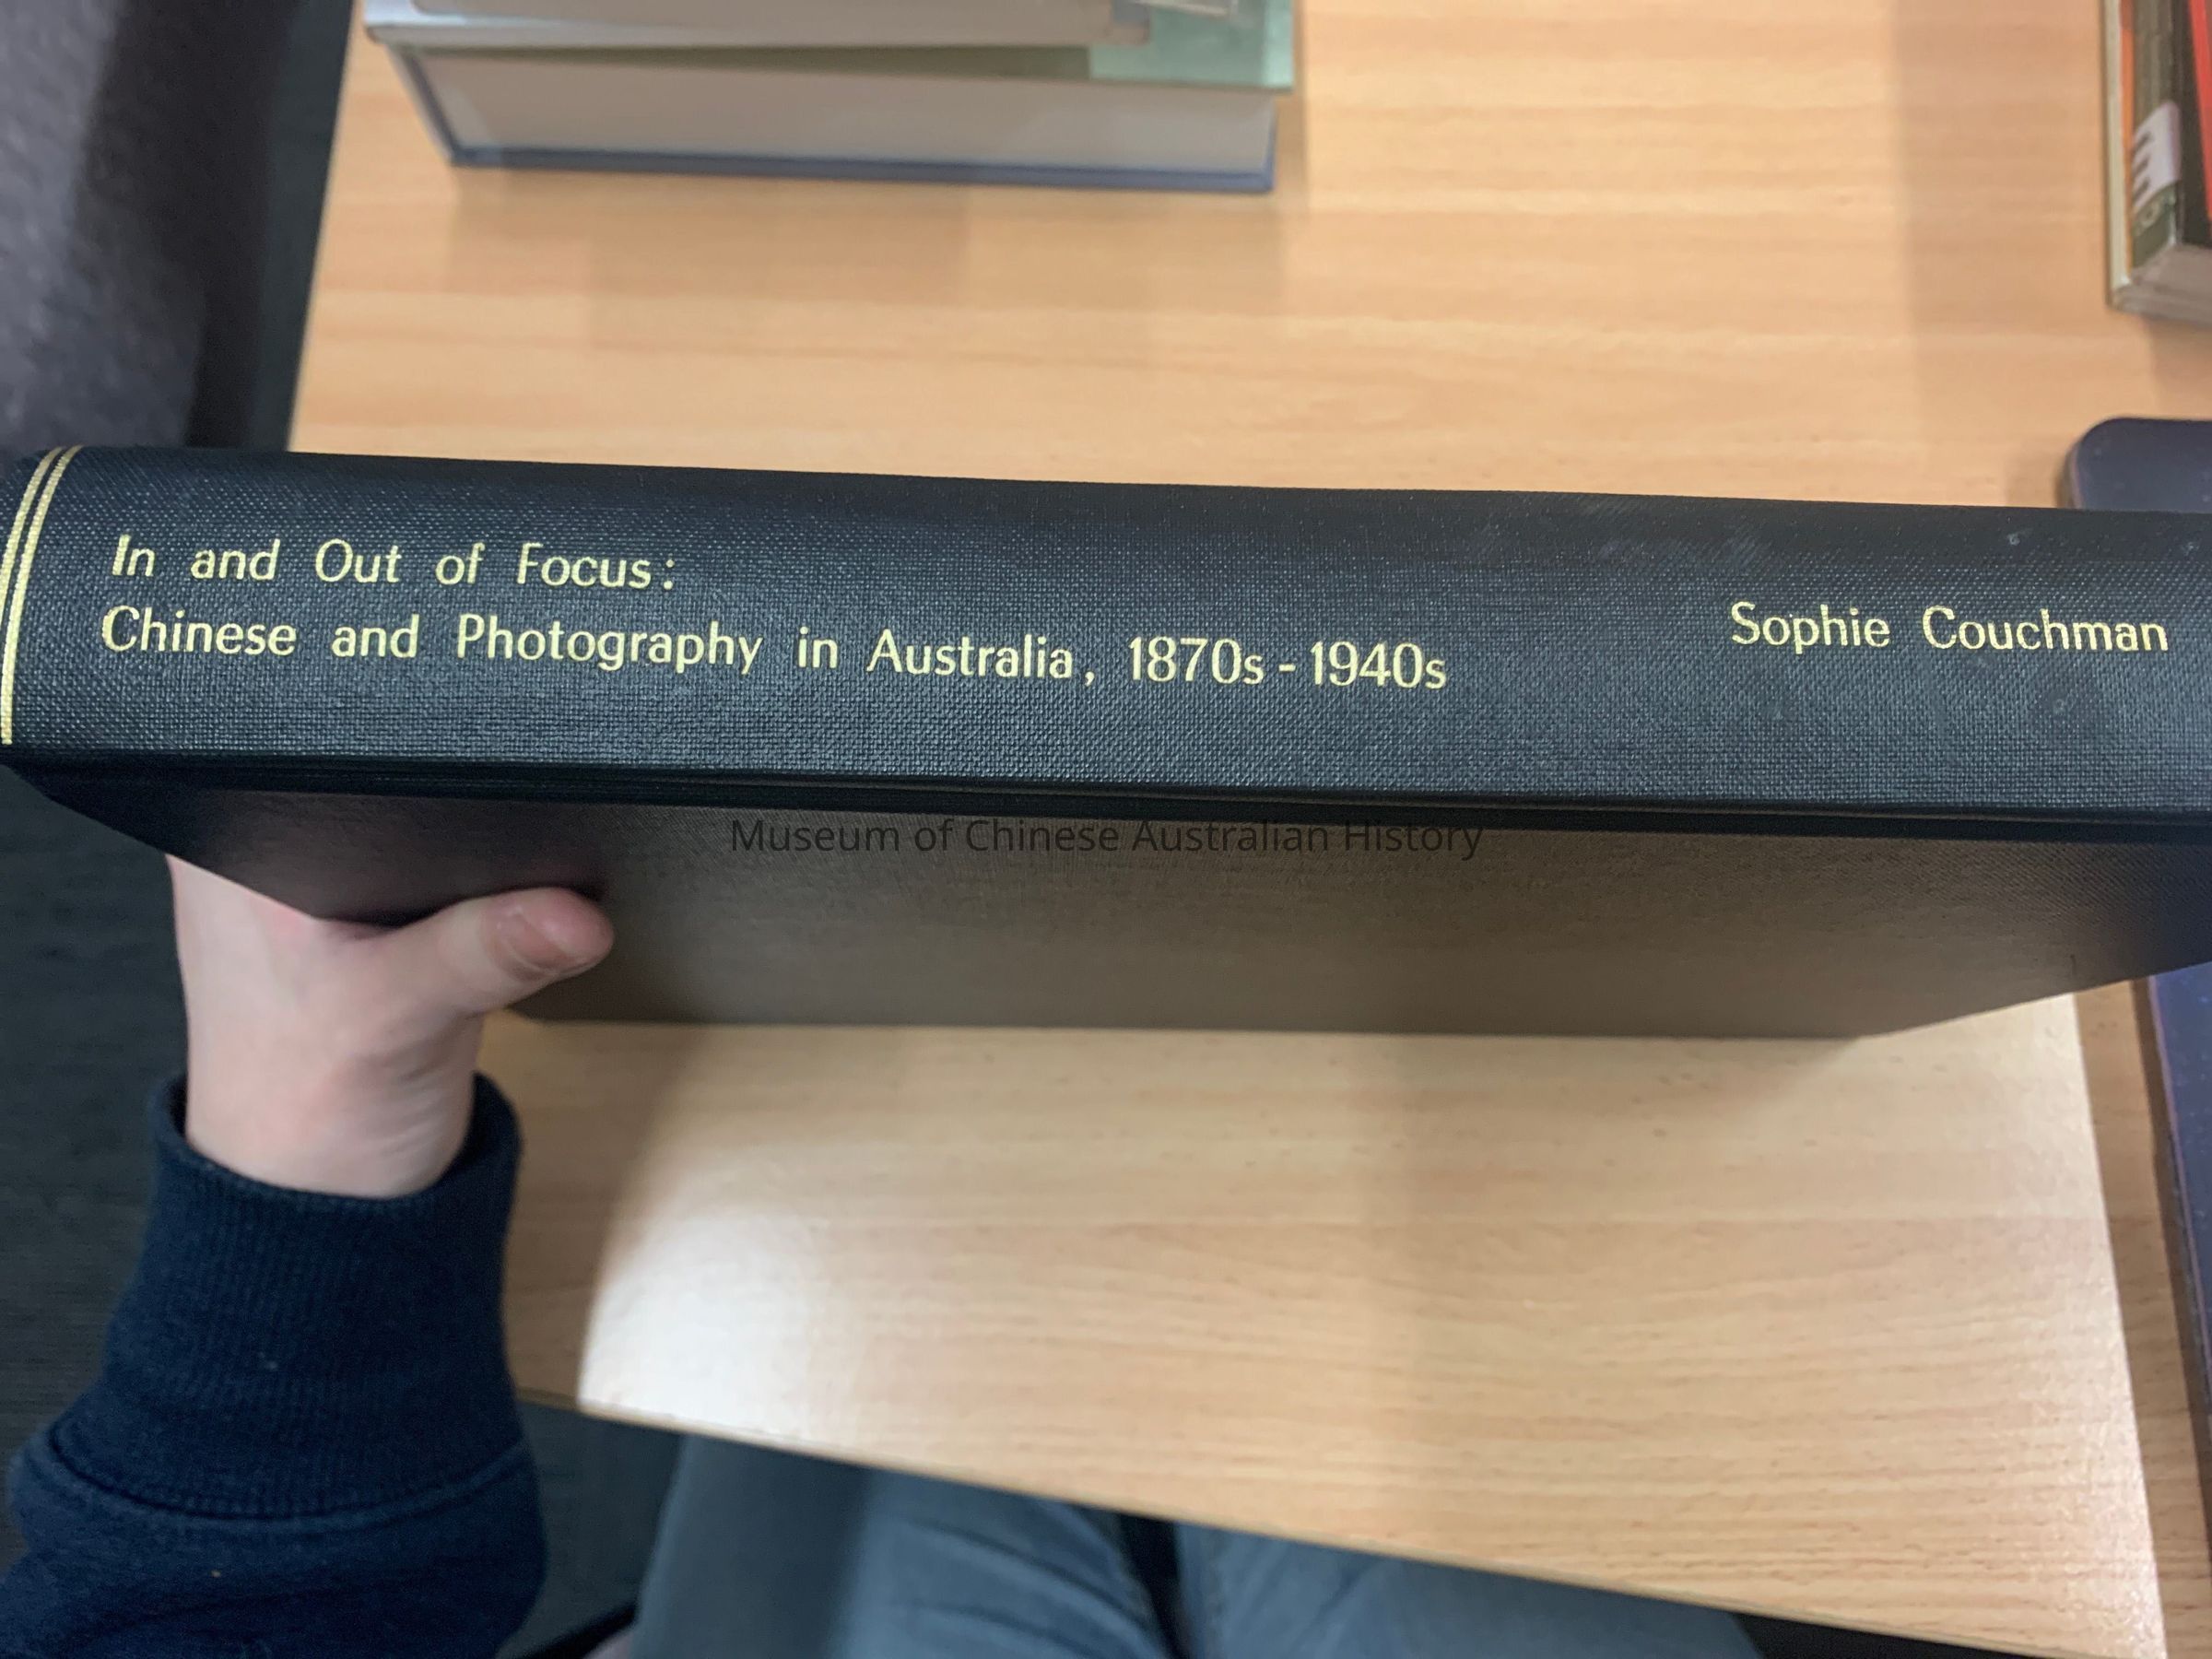 In and Out of Focus:
Chinese and Photography in Australia, 1870s - 1940s
Sophie Couchman
Museum of Chinese Australian History